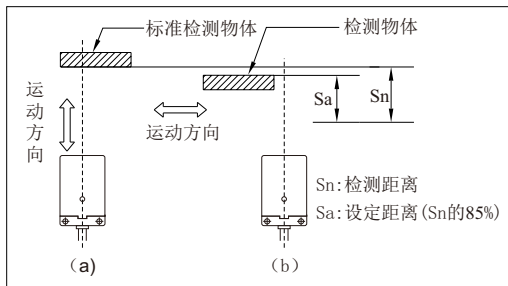 标准检测物体
检测物体
运动方向
运动方向
Sa
Sn
Sn:检测距离
Sa:设定距离(Sn的85%)
(a)
(b)